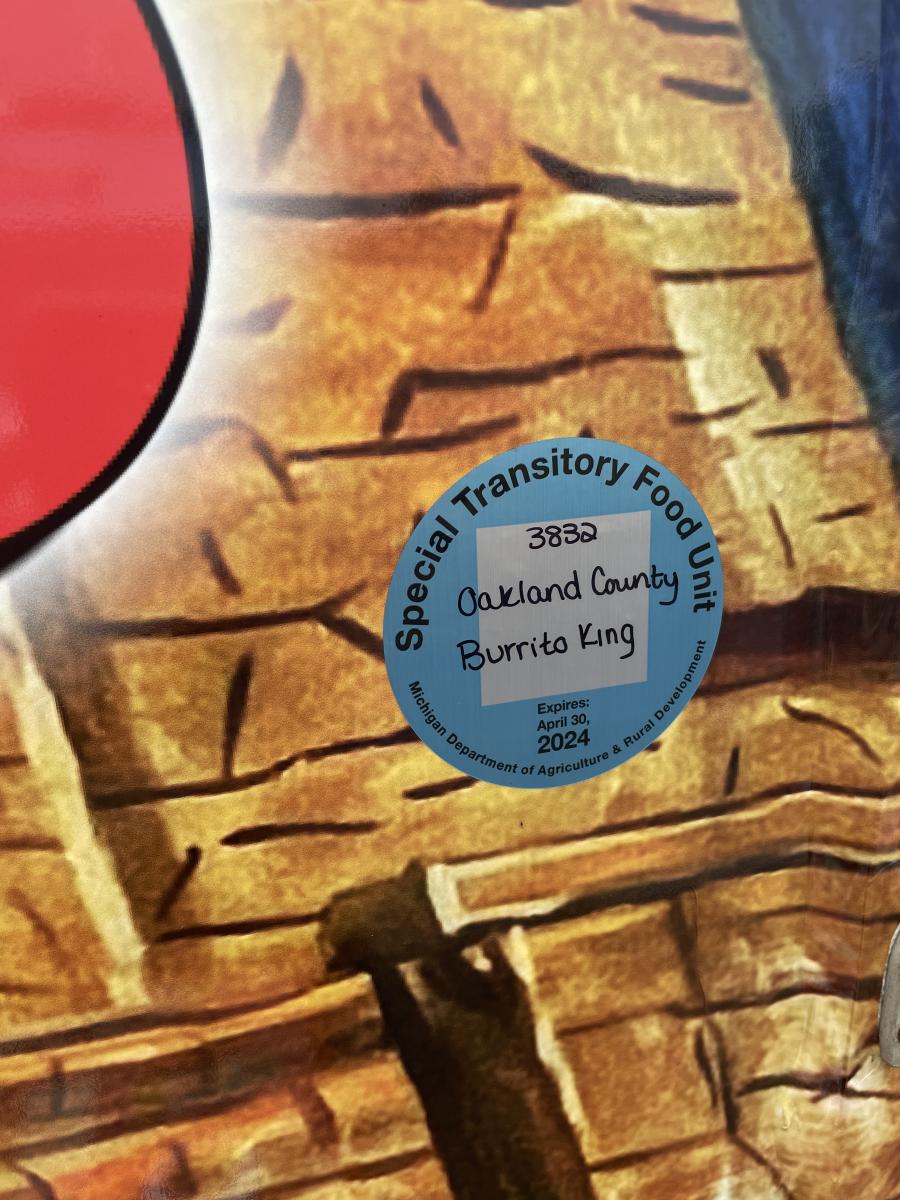 Special Transitory Food Unit
3832
Oakland County
Burrito King
Expires:
April 30,
2024
Michigan Department of Agriculture & Rural Development